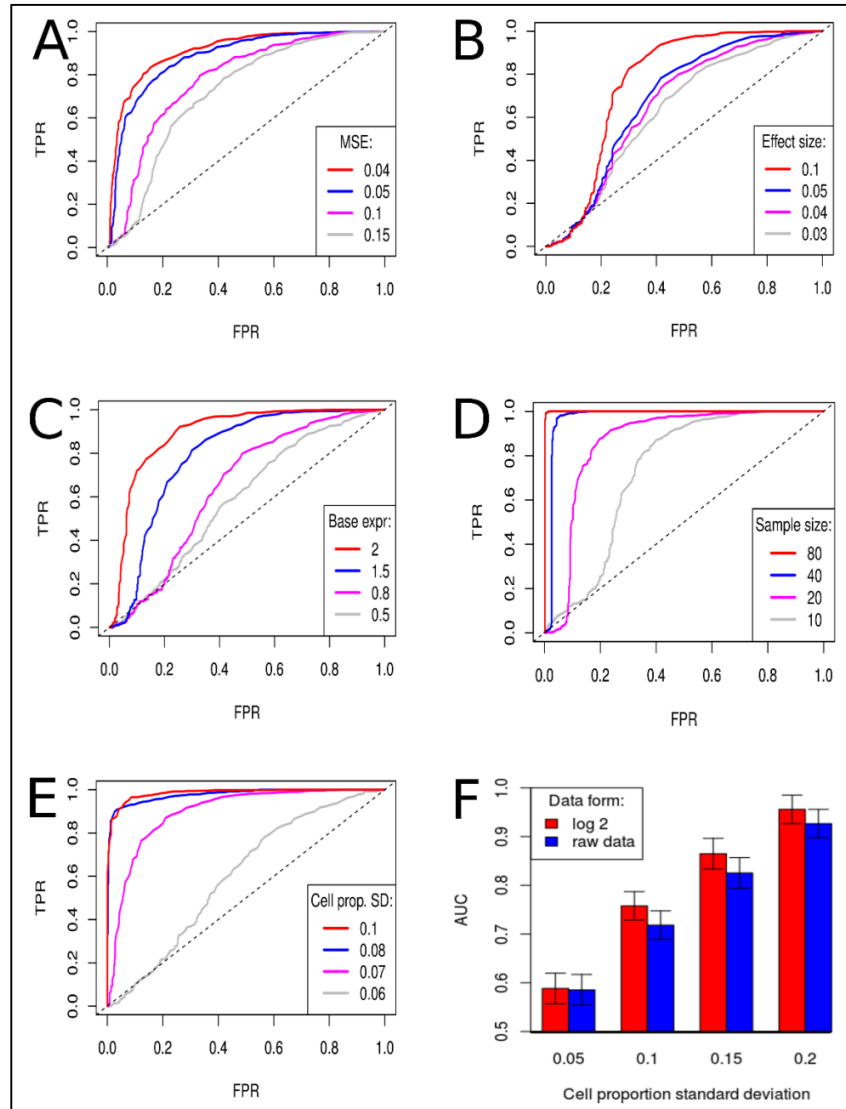 A
TPR
0.0 0.2 0.4 0.6 0.8 1.0
MSE:
0.04
0.05
0.1
0.15
0.0 0.2 0.4 0.6 0.8 1.0
FPR
B
TPR
0.0 0.2 0.4 0.6 0.8 1.0
Effect size:
0.1
0.05
0.04
0.03
0.0 0.2 0.4 0.6 0.8 1.0
FPR
C
TPR
0.0 0.2 0.4 0.6 0.8 1.0
Base expr:
2
1.5
0.8
0.5
0.0 0.2 0.4 0.6 0.8 1.0
FPR
D
TPR
0.0 0.2 0.4 0.6 0.8 1.0
Sample size:
80
40
20
10
0.0 0.2 0.4 0.6 0.8 1.0
FPR
E
TPR
0.0 0.2 0.4 0.6 0.8 1.0
Cell prop. SD:
0.1
0.08
0.07
0.06
0.0 0.2 0.4 0.6 0.8 1.0
FPR
F
AUC
0.5 0.6 0.7 0.8 0.9 1.0
Data form:
log 2
raw data
0.05 0.1 0.15 0.2
Cell proportion standard deviation